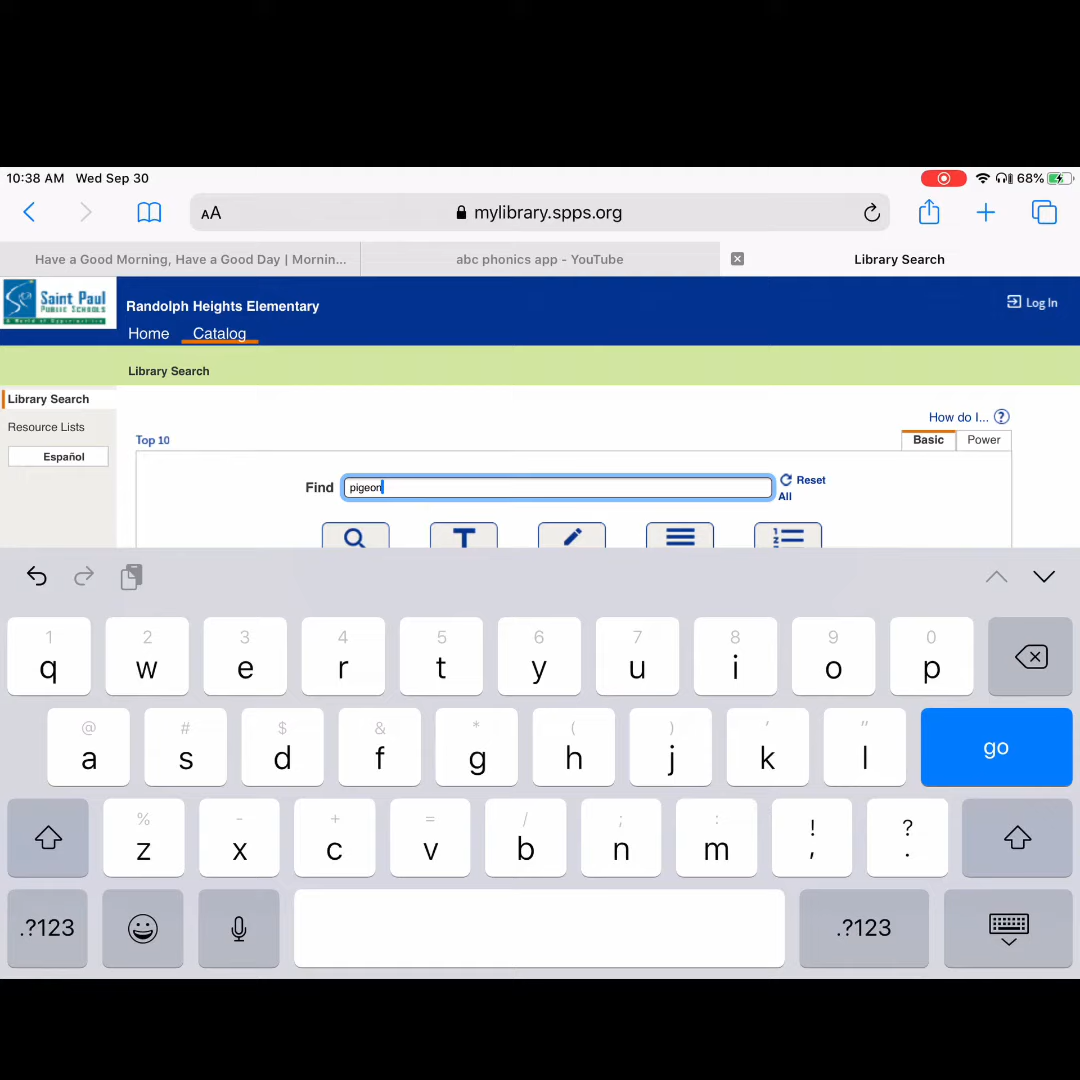 10:38 AM Wed Sep 30
68%
AA
mylibrary.spps.org
Have a Good Morning, Have a Good Day | Mornin...
abc phonics app - YouTube
Library Search
Saint Paul
PUBLIC SCHOOLS
Randolph Heights Elementary
Log In
Home Catalog
Library Search
Library Search
Resource Lists
Español
How do I... ?
Top 10
Basic Power
Find pigeon Reset
All
T
1 2 3 4 5 6 7 8 9 0
q w e r t y u i o p
@ # $ & * ( ) ' "
a s d f g h j k l go
% - + = / ; : ! ?
z x c v b n m , .
.?123 .?123